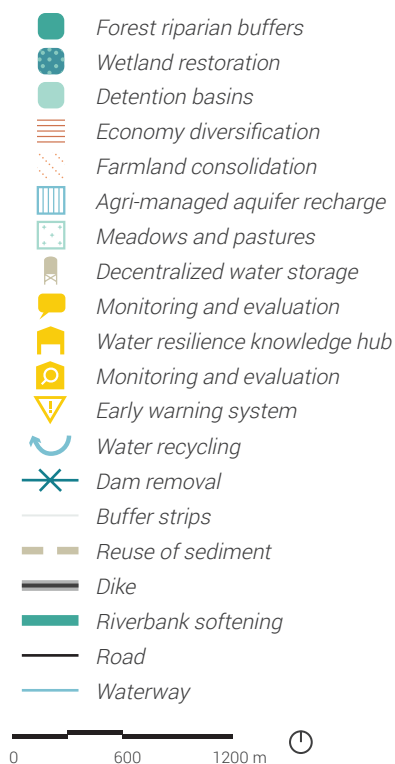 Forest riparian buffers
Wetland restoration
Detention basins
Economy diversification
Farmland consolidation
Agri-managed aquifer recharge
Meadows and pastures
Decentralized water storage
Monitoring and evaluation
Water resilience knowledge hub
Monitoring and evaluation
Early warning system
Water recycling
Dam removal
Buffer strips
Reuse of sediment
Dike
Riverbank softening
Road
Waterway
0 600 1200 m